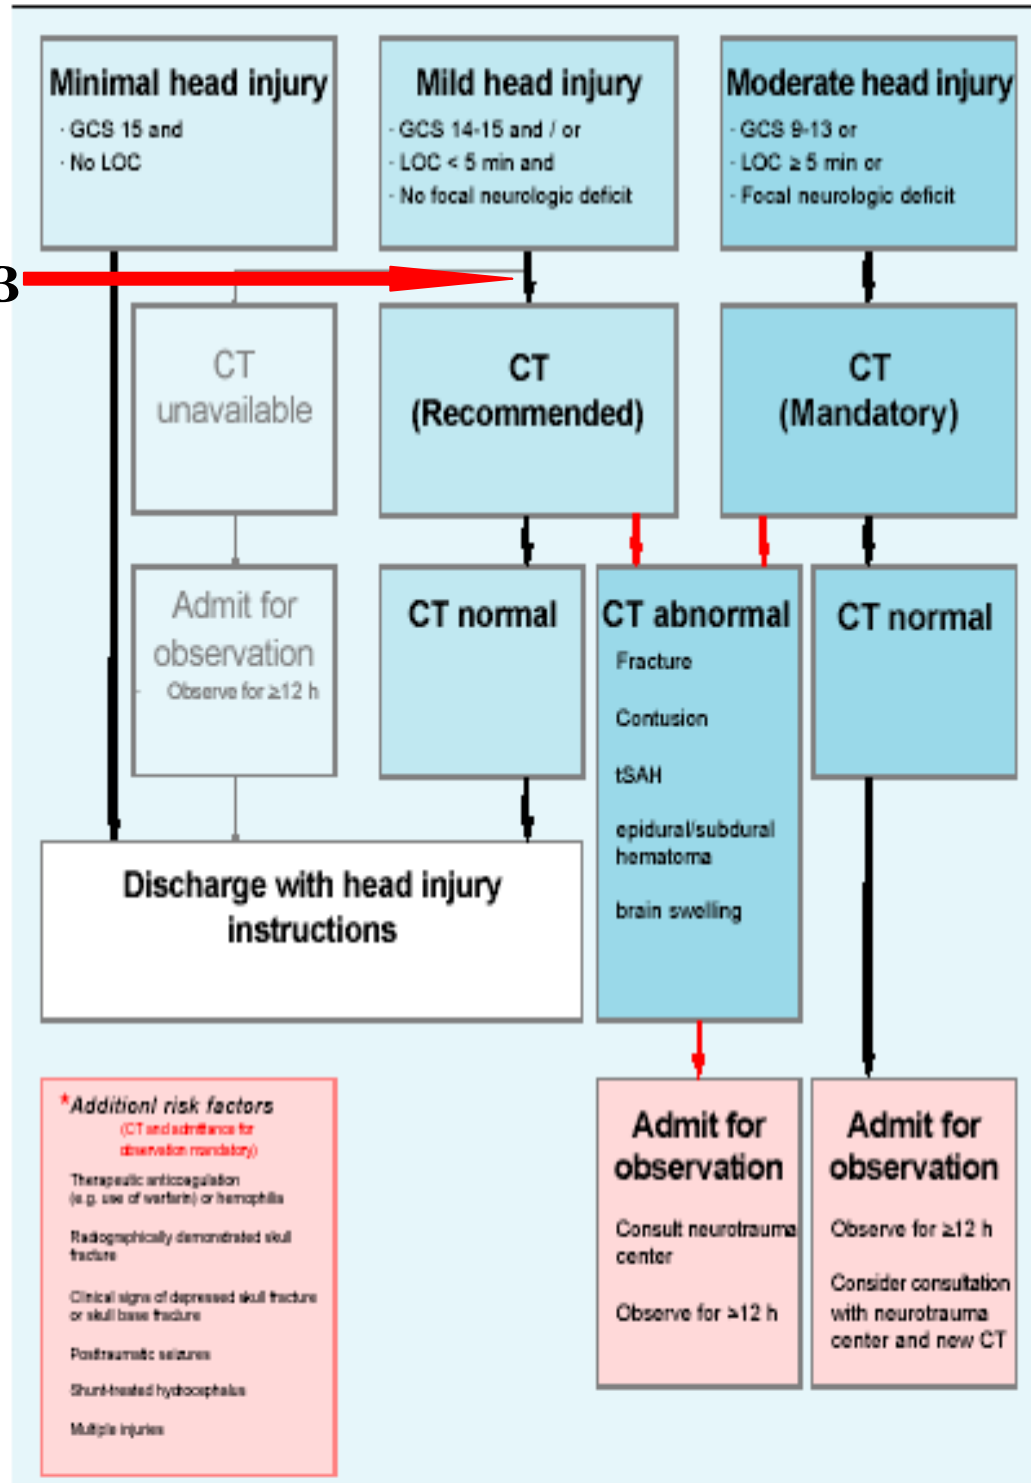 Minimal head injury
· GCS 15 and
· No LOC
Mild head injury
· GCS 14-15 and / or
· LOC < 5 min and
· No focal neurologic deficit
Moderate head injury
· GCS 9-13 or
· LOC ≥ 5 min or
· Focal neurologic deficit
3
CT
unavailable
CT
(Recommended)
CT
(Mandatory)
Admit for
observation
- Observe for ≥12 h
CT normal
CT abnormal
Fracture
Contusion
tSAH
epidural/subdural
hematoma
brain swelling
CT normal
Discharge with head injury
instructions
*Additionl risk factors
(CT and admittance for
observation mandatory)
Therapeutic anticoagulation
(e.g. use of warfarin) or hemophilia
Radiographically demonstrated skull
fracture
Clinical signs of depressed skull fracture
or skull base fracture
Posttraumatic seizures
Shunt-treated hydrocephalus
Multiple injuries
Admit for
observation
Consult neurotrauma
center
Observe for ≥12 h
Admit for
observation
Observe for ≥12 h
Consider consultation
with neurotrauma
center and new CT